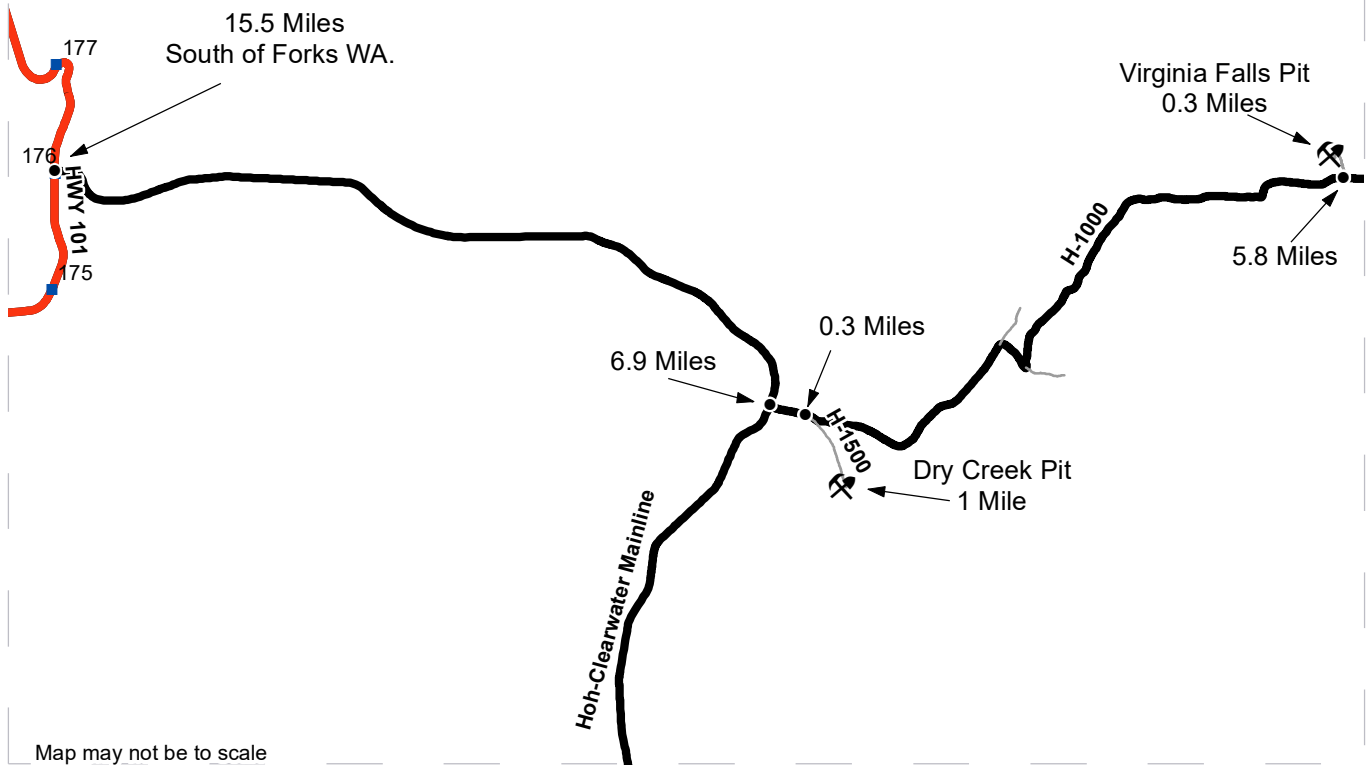 15.5 Miles
South of Forks WA.
177
Virginia Falls Pit
0.3 Miles
176
HWY 101
175
H-1000
5.8 Miles
0.3 Miles
6.9 Miles
H-1500
Dry Creek Pit
1 Mile
Hoh-Clearwater Mainline
Map may not be to scale